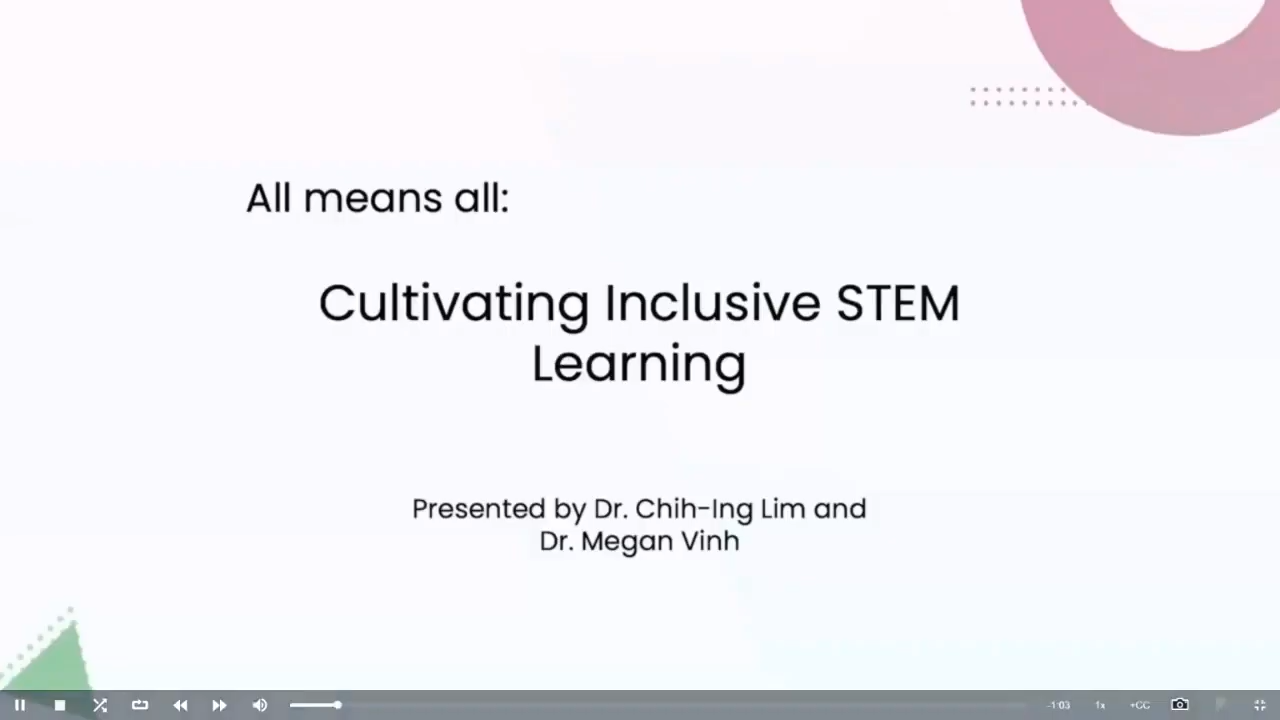 All means all:
Cultivating Inclusive STEM
Learning
Presented by Dr. Chih-Ing Lim and
Dr. Megan Vinh
-1:03 1x +CC